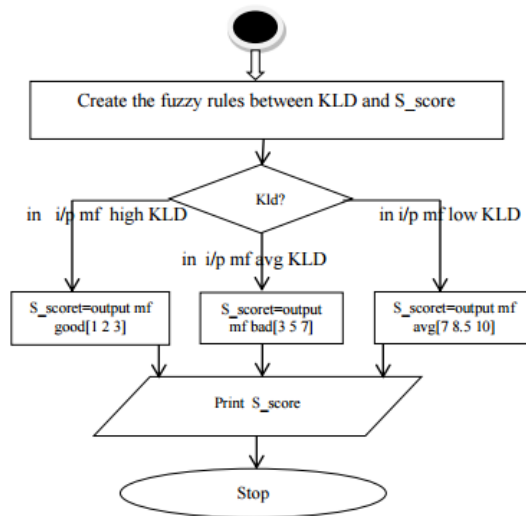 Create the fuzzy rules between KLD and S_score
Kld?
in i/p mf high KLD
in i/p mf low KLD
in i/p mf avg KLD
S_scoret=output mf
good[1 2 3]
S_scoret=output
mf bad[3 5 7]
S_scoret=output mf
avg[7 8.5 10]
Print S_score
Stop